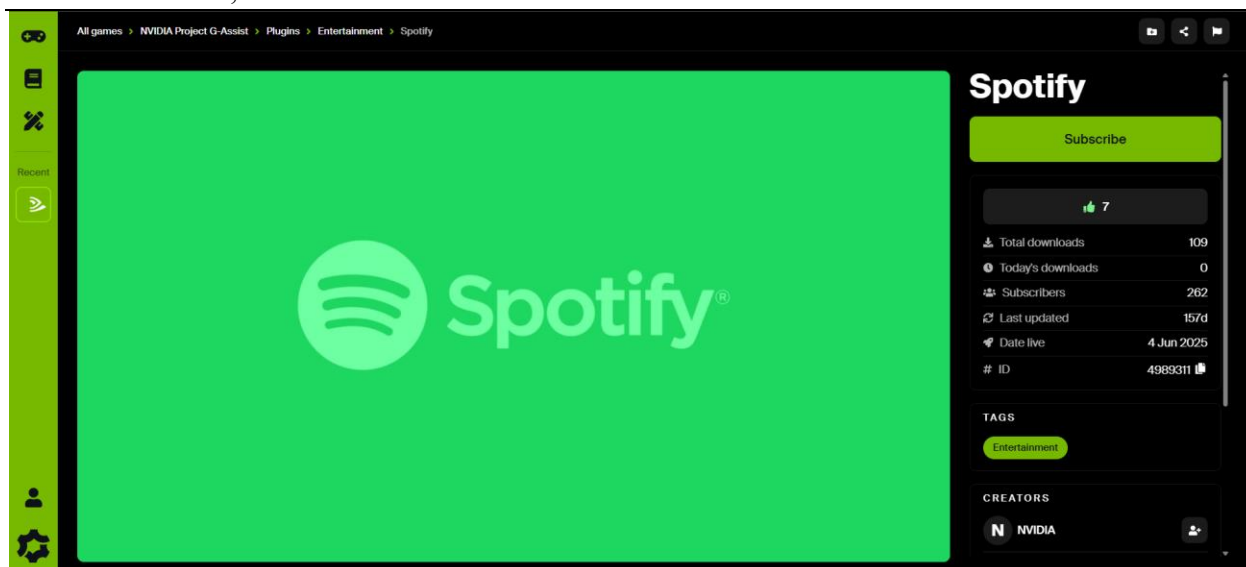 All games > NVIDIA Project G-Assist > Plugins > Entertainment > Spotify
Recent
Spotify®
Spotify
Subscribe
7
Total downloads 109
Today's downloads 0
Subscribers 262
Last updated 157d
Date live 4 Jun 2025
# ID 4989311
TAGS
Entertainment
CREATORS
N NVIDIA